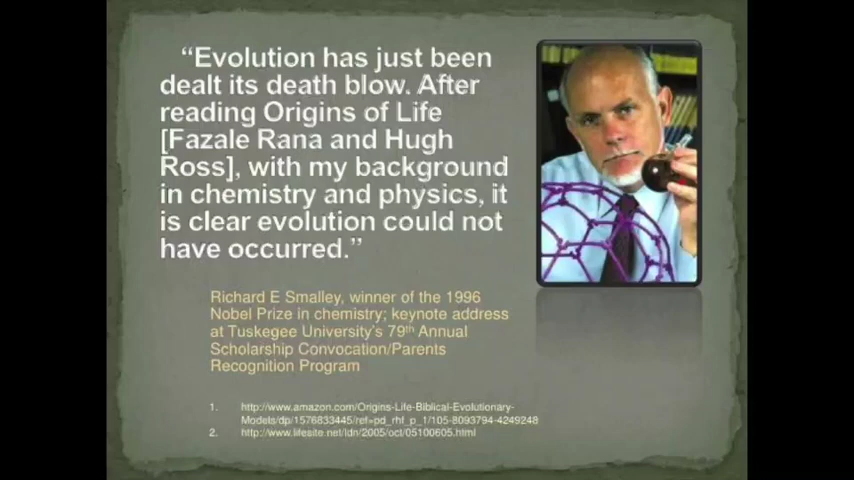 “Evolution has just been
dealt its death blow. After
reading Origins of Life
[Fazale Rana and Hugh
Ross], with my background
in chemistry and physics, it
is clear evolution could not
have occurred.”
Richard E Smalley, winner of the 1996
Nobel Prize in chemistry; keynote address
at Tuskegee University’s 79th Annual
Scholarship Convocation/Parents
Recognition Program
1. http://www.amazon.com/Origins-Life-Biblical-Evolutionary-
Models/dp/1576833445/ref=pd_rhf_p_1/105-8093794-4249248
2. http://www.lifesite.net/ldn/2005/oct/05100605.html